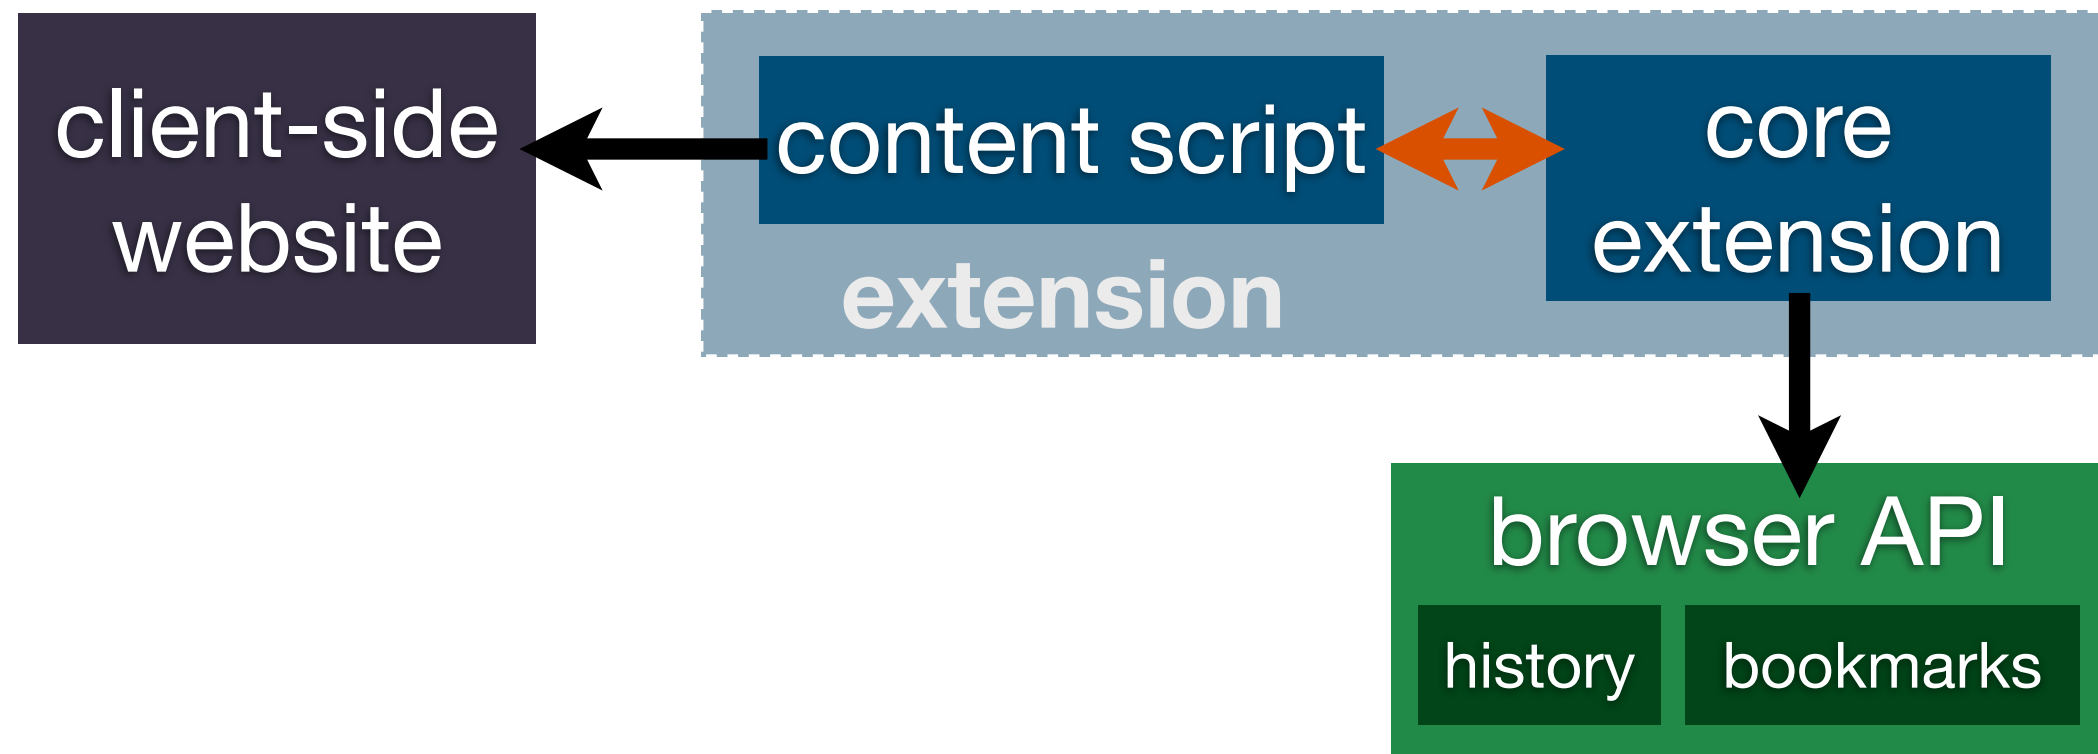 client-side
website
content script
extension
core
extension
browser API
history
bookmarks